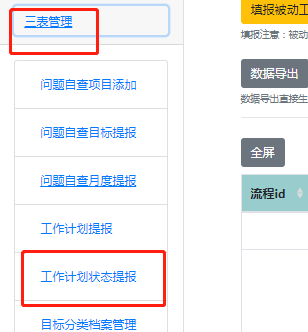 三表管理
问题自查项目添加
问题自查目标提报
问题自查月度提报
工作计划提报
工作计划状态提报
目标分类档案管理
填报被动工
填报注意：被动
数据导出
数据导出直接生
全屏
流程id